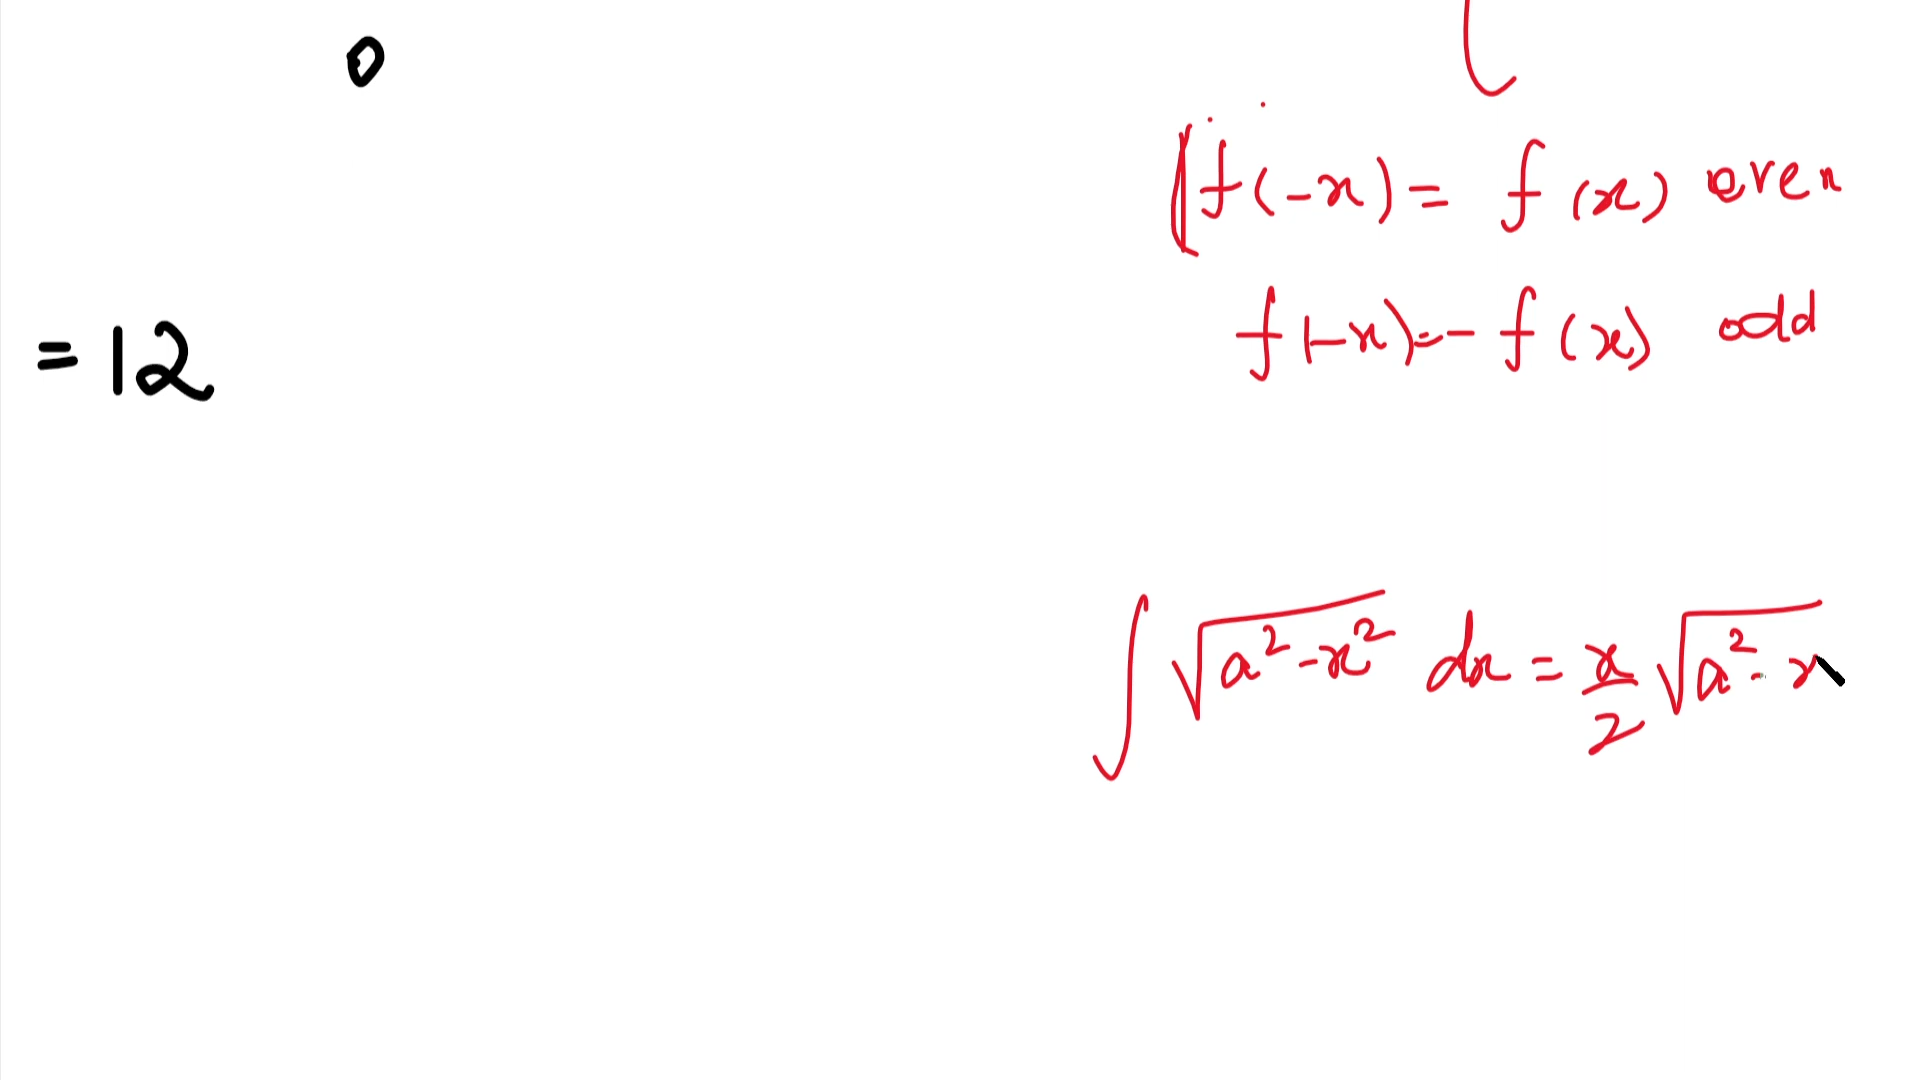 0
f(-x) = f(x) even
f(-x) = - f(x) odd
= 12
∫ √(a² - x²) dx = x/2 √(a² - x